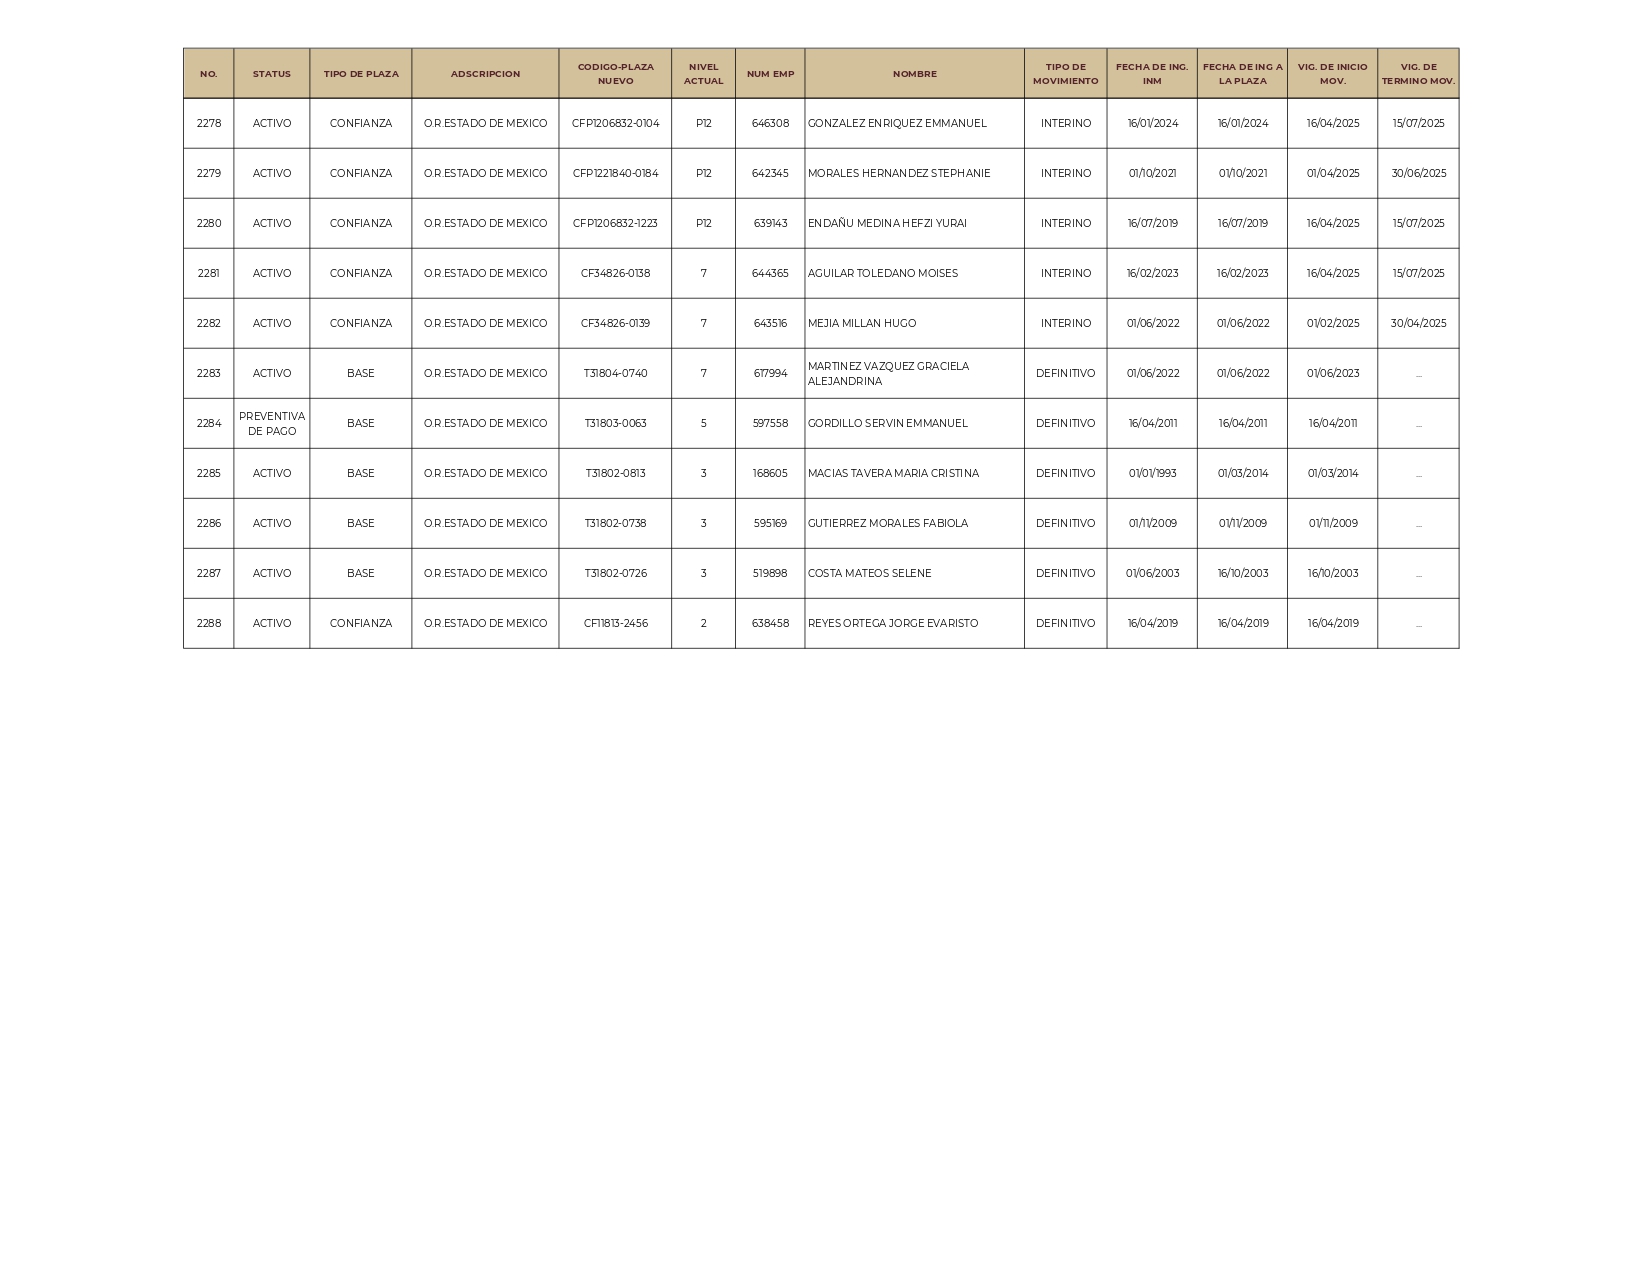 NO. STATUS TIPO DE PLAZA ADSCRIPCION CODIGO-PLAZA NUEVO NIVEL ACTUAL NUM EMP NOMBRE TIPO DE MOVIMIENTO FECHA DE ING. INM FECHA DE ING A LA PLAZA VIG. DE INICIO MOV. VIG. DE TERMINO MOV.
2278 ACTIVO CONFIANZA O.R.ESTADO DE MEXICO CFP1206832-0104 P12 646308 GONZALEZ ENRIQUEZ EMMANUEL INTERINO 16/01/2024 16/01/2024 16/04/2025 15/07/2025
2279 ACTIVO CONFIANZA O.R.ESTADO DE MEXICO CFP1221840-0184 P12 642345 MORALES HERNANDEZ STEPHANIE INTERINO 01/10/2021 01/10/2021 01/04/2025 30/06/2025
2280 ACTIVO CONFIANZA O.R.ESTADO DE MEXICO CFP1206832-1223 P12 639143 ENDAÑU MEDINA HEFZI YURAI INTERINO 16/07/2019 16/07/2019 16/04/2025 15/07/2025
2281 ACTIVO CONFIANZA O.R.ESTADO DE MEXICO CF34826-0138 7 644365 AGUILAR TOLEDANO MOISES INTERINO 16/02/2023 16/02/2023 16/04/2025 15/07/2025
2282 ACTIVO CONFIANZA O.R.ESTADO DE MEXICO CF34826-0139 7 643516 MEJIA MILLAN HUGO INTERINO 01/06/2022 01/06/2022 01/02/2025 30/04/2025
2283 ACTIVO BASE O.R.ESTADO DE MEXICO T31804-0740 7 617994 MARTINEZ VAZQUEZ GRACIELA ALEJANDRINA DEFINITIVO 01/06/2022 01/06/2022 01/06/2023 ...
2284 PREVENTIVA DE PAGO BASE O.R.ESTADO DE MEXICO T31803-0063 5 597558 GORDILLO SERVIN EMMANUEL DEFINITIVO 16/04/2011 16/04/2011 16/04/2011 ...
2285 ACTIVO BASE O.R.ESTADO DE MEXICO T31802-0813 3 168605 MACIAS TAVERA MARIA CRISTINA DEFINITIVO 01/01/1993 01/03/2014 01/03/2014 ...
2286 ACTIVO BASE O.R.ESTADO DE MEXICO T31802-0738 3 595169 GUTIERREZ MORALES FABIOLA DEFINITIVO 01/11/2009 01/11/2009 01/11/2009 ...
2287 ACTIVO BASE O.R.ESTADO DE MEXICO T31802-0726 3 519898 COSTA MATEOS SELENE DEFINITIVO 01/06/2003 16/10/2003 16/10/2003 ...
2288 ACTIVO CONFIANZA O.R.ESTADO DE MEXICO CF11813-2456 2 638458 REYES ORTEGA JORGE EVARISTO DEFINITIVO 16/04/2019 16/04/2019 16/04/2019 ...